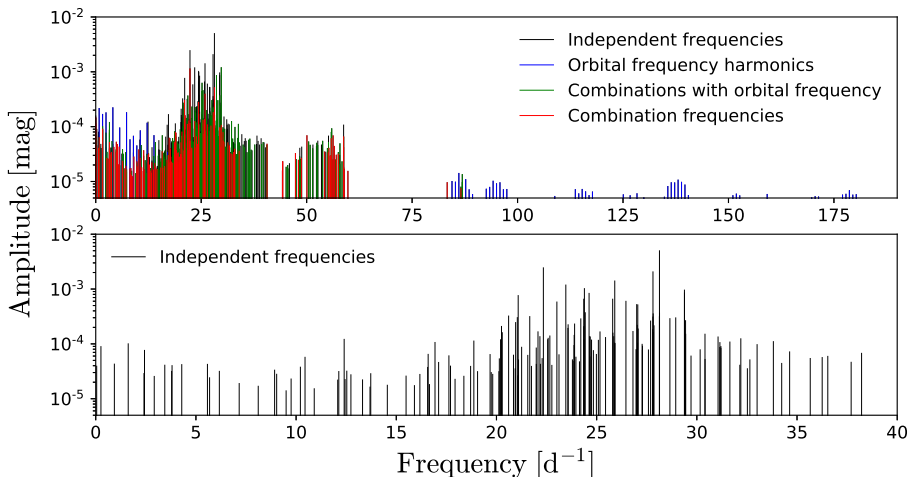 10⁻²
10⁻³
10⁻⁴
10⁻⁵
Independent frequencies
Orbital frequency harmonics
Combinations with orbital frequency
Combination frequencies
0 25 50 75 100 125 150 175
Amplitude [mag]
10⁻²
10⁻³
10⁻⁴
10⁻⁵
Independent frequencies
0 5 10 15 20 25 30 35 40
Frequency [d⁻¹]